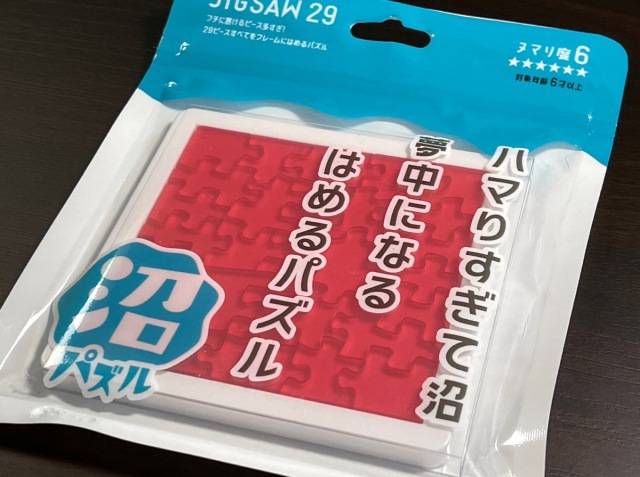 JIGSAW 29
フチに置けるピース多すぎ!
29ピースすべてをフレームにはめるパズル
ヌマり度6
★★★★★★
対象年齢6才以上
ハマりすぎて沼
夢中になる
はめるパズル
沼
パズル